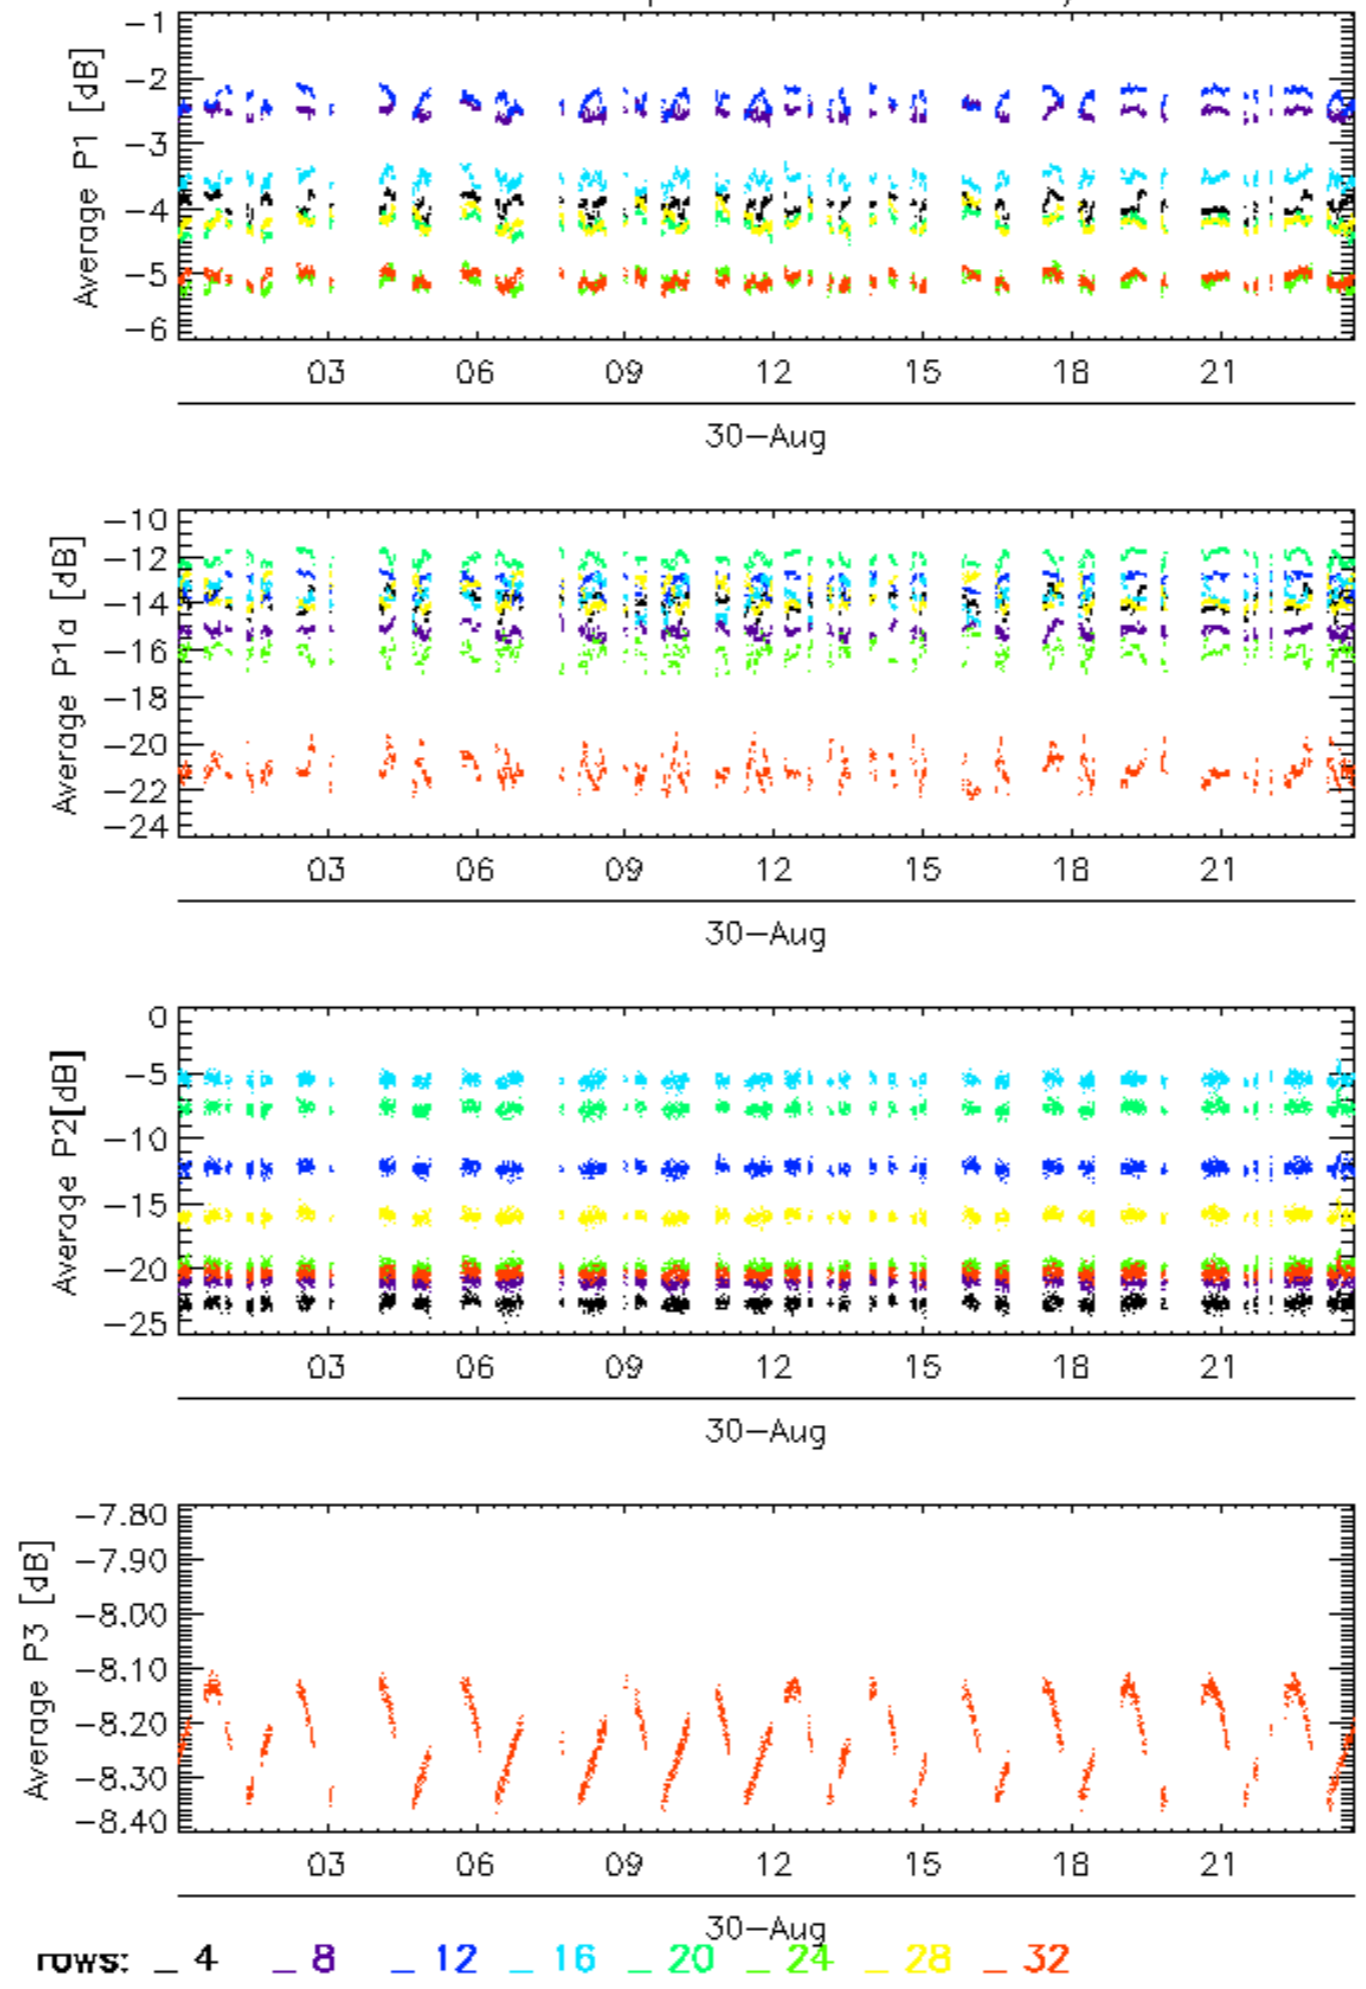 Average P1 [dB]
−1
−2
−3
−4
−5
−6
03 06 09 12 15 18 21
30−Aug
Average P1a [dB]
−10
−12
−14
−16
−18
−20
−22
−24
03 06 09 12 15 18 21
30−Aug
Average P2[dB]
0
−5
−10
−15
−20
−25
03 06 09 12 15 18 21
30−Aug
Average P3 [dB]
−7.80
−7.90
−8.00
−8.10
−8.20
−8.30
−8.40
03 06 09 12 15 18 21
30−Aug
rows: _ 4 _ 8 _ 12 _ 16 _ 20 _ 24 _ 28 _ 32